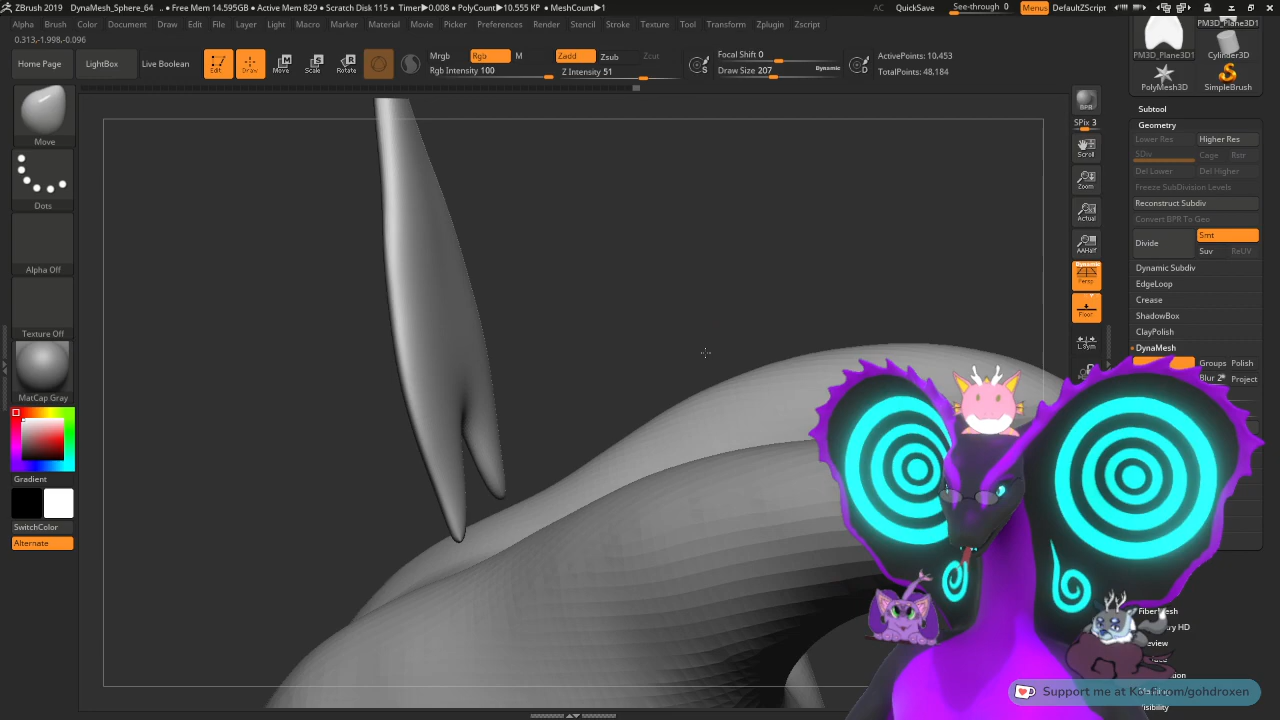 ZBrush 2019 DynaMesh_Sphere_64 • Free Mem 14.595GB • Active Mem 829 • Scratch Disk 115 • Timer▶0.008 • PolyCount▶10.555 KP • MeshCount▶1 AC QuickSave See-through 0 Menus DefaultZScript
Alpha Brush Color Document Draw Edit File Layer Light Macro Marker Material Movie Picker Preferences Render Stencil Stroke Texture Tool Transform Zplugin Zscript
0.313,-1.998,-0.096
Home Page LightBox Live Boolean Edit Draw Move Scale Rotate
Mrgb Rgb M Zadd Zsub Zcut
Rgb Intensity 100 Z Intensity 51
S Focal Shift 0
Draw Size 207 Dynamic
D ActivePoints: 10,453
TotalPoints: 48,184
Move
Dots
Alpha Off
Texture Off
MatCap Gray
Gradient
SwitchColor
Alternate
BPR
SPix 3
Scroll
Zoom
Actual
AAHalf
Dynamic
Persp
Floor
L.Sym
PM3D_Plane3D1
PM3D_Plane3D1 Cylinder3D
PolyMesh3D SimpleBrush
Subtool
Geometry
Lower Res Higher Res
SDiv Cage Rstr
Del Lower Del Higher
Freeze SubDivision Levels
Reconstruct Subdiv
Convert BPR To Geo
Divide Smt
Suv ReUV
Dynamic Subdiv
EdgeLoop
Crease
ShadowBox
ClayPolish
DynaMesh
Groups Polish
Blur 2 Project
FiberMesh
Support me at Ko-fi.com/gohdroxen